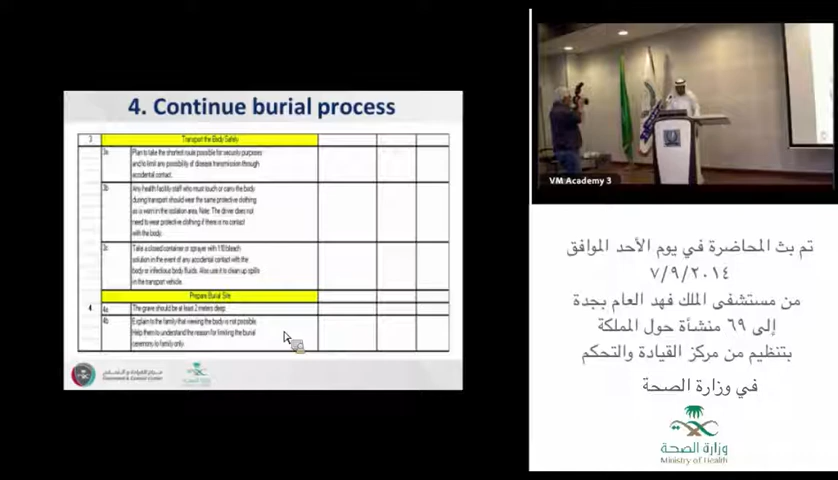 4. Continue burial process
3
Transport the Body Safely
3a
Plan to take the shortest route possible for security purposes
and/to limit any possibility of disease transmission through
accidental contact.
3b
Any health facility staff who must touch or carry the body
during transport should wear the same protective clothing
as is worn in the isolation area. Note: The driver does not
need to wear protective clothing if there is no contact
with the body.
3c
Take a closed container or sprayer with 1:10 bleach
solution in the event of any accidental contact with the
body or infectious body fluids. Also use it to clean up spills
in the transport vehicle.
Prepare Burial Site
4
4a
The grave should be at least 2 meters deep.
4b
Explain to the family that viewing the body is not possible.
Help them to understand the reason for limiting the burial
ceremony to family only.
مركز القيادة والتحكم
Command & Control Center
VM Academy 3
تم بث المحاضرة في يوم الأحد الموافق
٧/٩/٢٠١٤
من مستشفى الملك فهد العام بجدة
إلى ٦٩ منشأة حول المملكة
بتنظيم من مركز القيادة والتحكم
في وزارة الصحة
وزارة الصحة
Ministry of Health